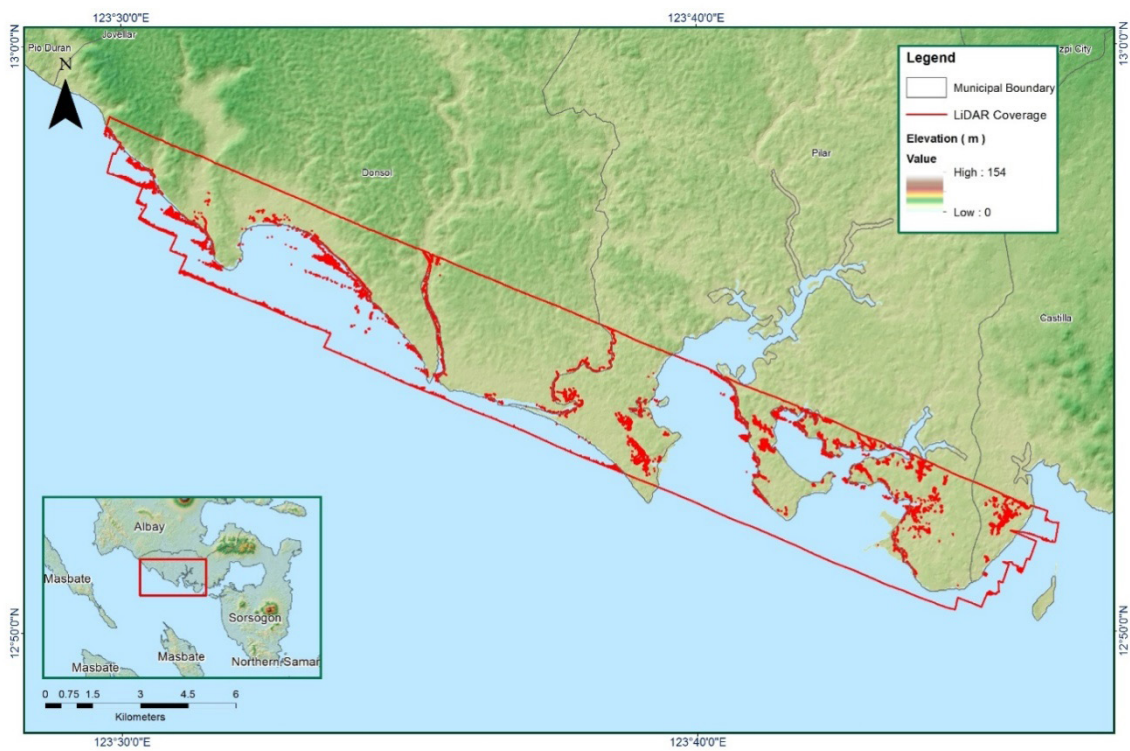 123°30'0"E
123°40'0"E
13°0'0"N
13°0'0"N
Jovellar
Pio Duran
N
zpi City
Legend
Municipal Boundary
LiDAR Coverage
Elevation ( m )
Value
High : 154
Low : 0
Pilar
Donsol
Castilla
Albay
Masbate
Sorsogon
Masbate
Northern Samar
Masbate
12°50'0"N
12°50'0"N
0 0.75 1.5 3 4.5 6
Kilometers
123°30'0"E
123°40'0"E